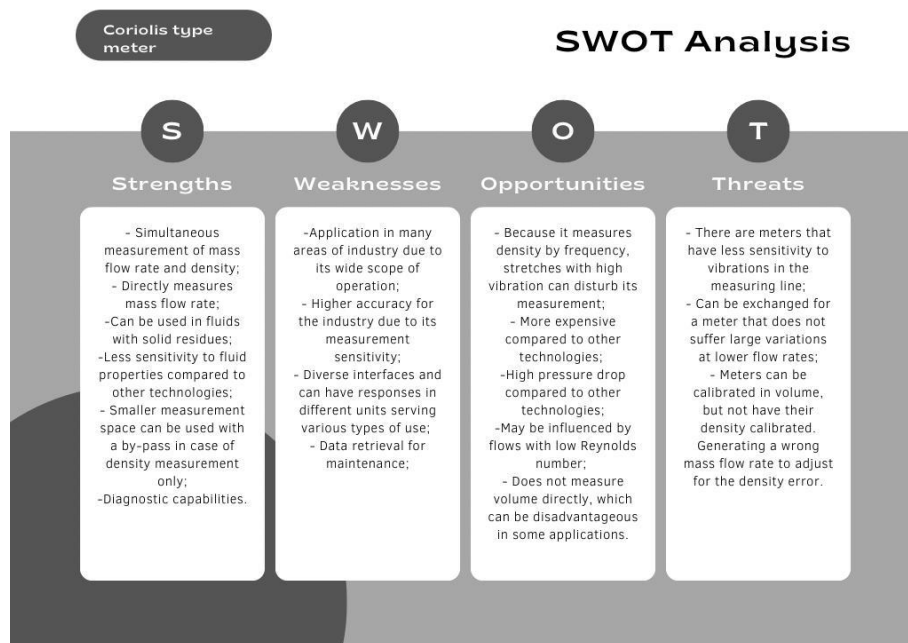 Coriolis type
meter
SWOT Analysis
S
Strengths
- Simultaneous
measurement of mass
flow rate and density;
- Directly measures
mass flow rate;
-Can be used in fluids
with solid residues;
-Less sensitivity to fluid
properties compared to
other technologies;
- Smaller measurement
space can be used with
a by-pass in case of
density measurement
only;
-Diagnostic capabilities.
W
Weaknesses
-Application in many
areas of industry due to
its wide scope of
operation;
- Higher accuracy for
the industry due to its
measurement
sensitivity;
- Diverse interfaces and
can have responses in
different units serving
various types of use;
- Data retrieval for
maintenance;
O
Opportunities
- Because it measures
density by frequency,
stretches with high
vibration can disturb its
measurement;
- More expensive
compared to other
technologies;
-High pressure drop
compared to other
technologies;
-May be influenced by
flows with low Reynolds
number;
- Does not measure
volume directly, which
can be disadvantageous
in some applications.
T
Threats
- There are meters that
have less sensitivity to
vibrations in the
measuring line;
- Can be exchanged for
a meter that does not
suffer large variations
at lower flow rates;
- Meters can be
calibrated in volume,
but not have their
density calibrated.
Generating a wrong
mass flow rate to adjust
for the density error.